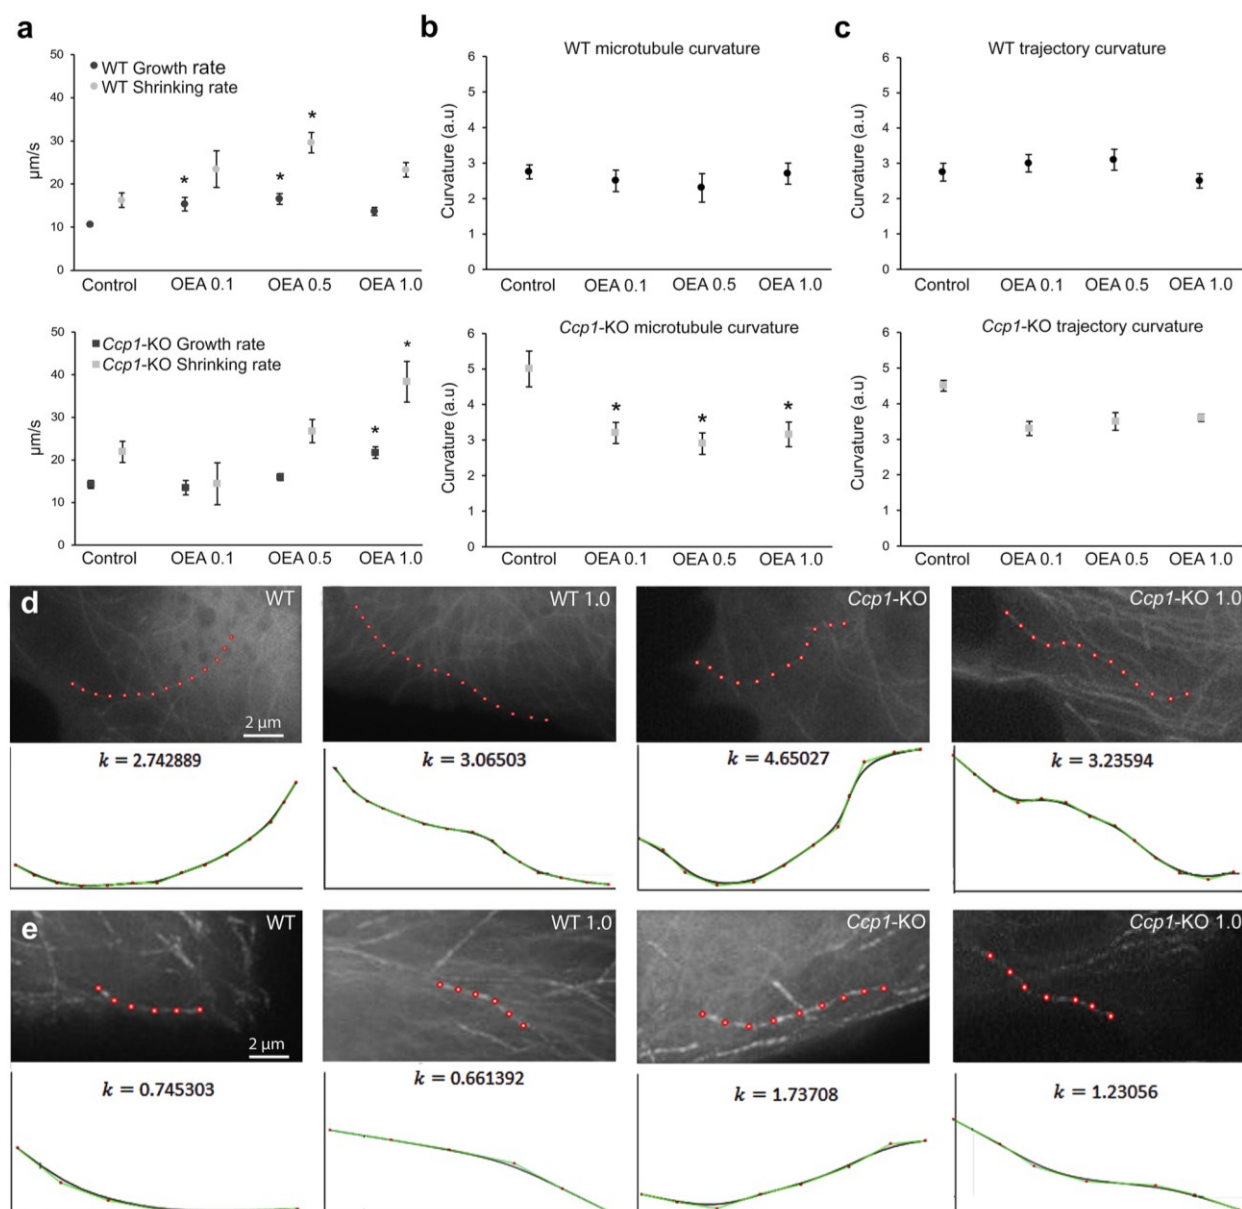 a
50
40
30
20
10
0
µm/s
WT Growth rate
WT Shrinking rate
*
*
*
Control OEA 0.1 OEA 0.5 OEA 1.0
b
WT microtubule curvature
6
5
4
3
2
1
0
Curvature (a.u)
Control OEA 0.1 OEA 0.5 OEA 1.0
c
WT trajectory curvature
6
5
4
3
2
1
0
Curvature (a.u)
Control OEA 0.1 OEA 0.5 OEA 1.0
50
40
30
20
10
0
µm/s
Ccp1-KO Growth rate
Ccp1-KO Shrinking rate
*
*
Control OEA 0.1 OEA 0.5 OEA 1.0
Ccp1-KO microtubule curvature
6
5
4
3
2
1
0
Curvature (a.u)
* * *
Control OEA 0.1 OEA 0.5 OEA 1.0
Ccp1-KO trajectory curvature
6
5
4
3
2
1
0
Curvature (a.u)
Control OEA 0.1 OEA 0.5 OEA 1.0
d
WT
2 µm
WT 1.0
Ccp1-KO
Ccp1-KO 1.0
k = 2.742889
k = 3.06503
k = 4.65027
k = 3.23594
e
WT
2 µm
WT 1.0
Ccp1-KO
Ccp1-KO 1.0
k = 0.745303
k = 0.661392
k = 1.73708
k = 1.23056